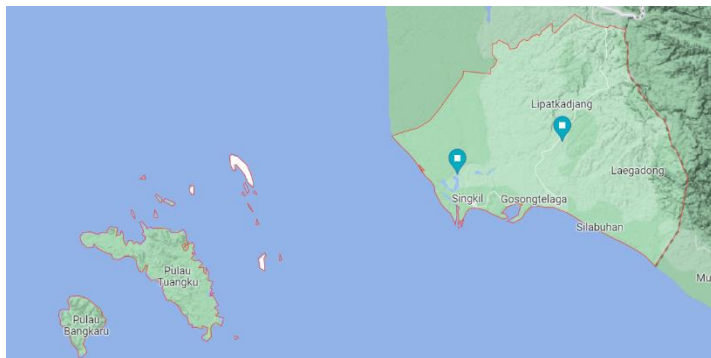 Lipatkadjang
Laegadong
Singkil
Gosongtelaga
Silabuhan
Pulau
Tuangku
Mu
Pulau
Bangkaru